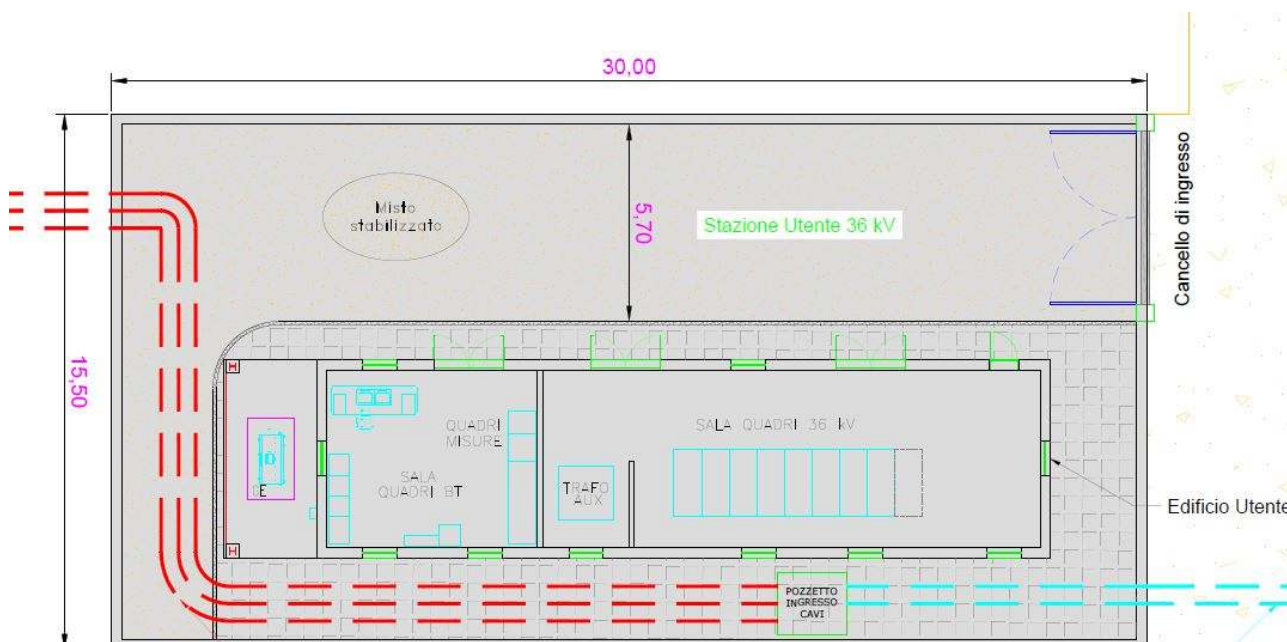 30,00
Misto
stabilizzato
5,70
Stazione Utente 36 kV
Cancello di ingresso
15,50
QUADRI
MISURE
SALA QUADRI 36 kV
SALA
QUADRI BT
TRAFO
AUX
GE
Edificio Utente
POZZETTO
INGRESSO
CAVI
H
H